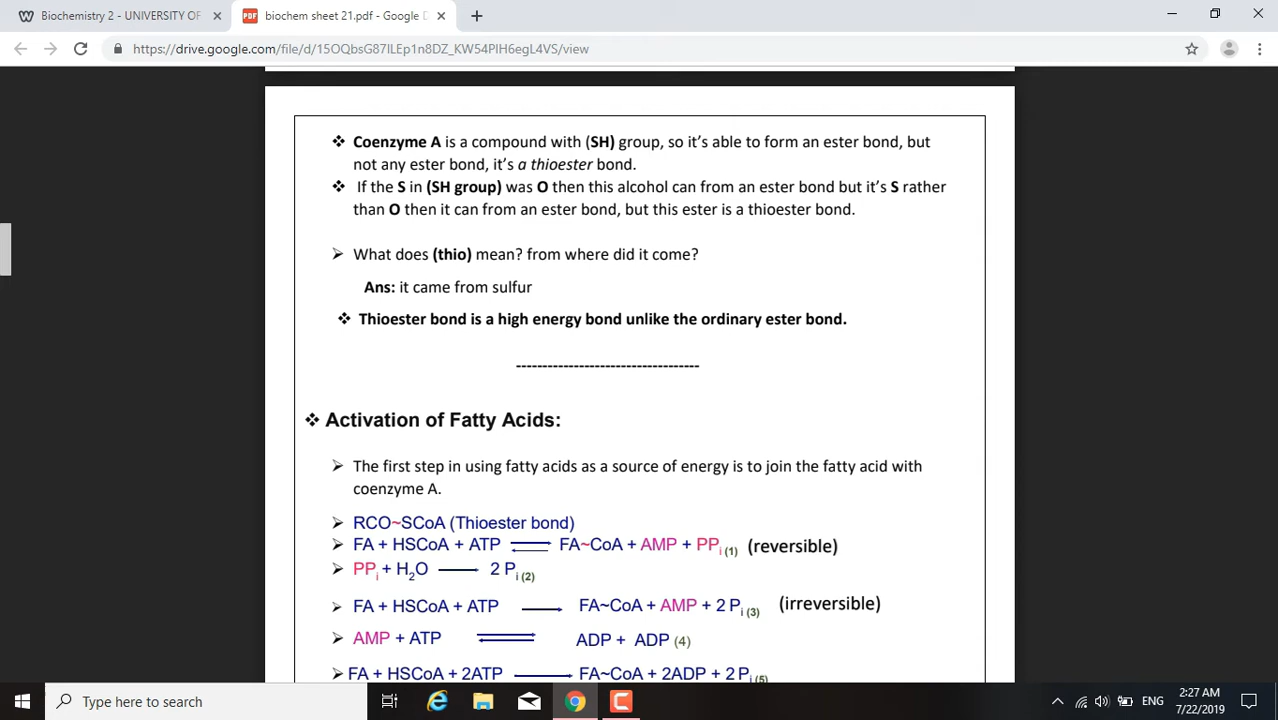 Biochemistry 2 - UNIVERSITY OF
biochem sheet 21.pdf - Google D
https://drive.google.com/file/d/15OQbsG87lLEp1n8DZ_KW54PlH6egL4VS/view
❖ Coenzyme A is a compound with (SH) group, so it's able to form an ester bond, but
not any ester bond, it's a thioester bond.
❖ If the S in (SH group) was O then this alcohol can from an ester bond but it's S rather
than O then it can from an ester bond, but this ester is a thioester bond.
➢ What does (thio) mean? from where did it come?
Ans: it came from sulfur
❖ Thioester bond is a high energy bond unlike the ordinary ester bond.
-----------------------------------
❖ Activation of Fatty Acids:
➢ The first step in using fatty acids as a source of energy is to join the fatty acid with
coenzyme A.
➢ RCO~SCoA (Thioester bond)
➢ FA + HSCoA + ATP ⇌ FA~CoA + AMP + PPi (1) (reversible)
➢ PPi + H2O → 2 Pi (2)
➢ FA + HSCoA + ATP → FA~CoA + AMP + 2 Pi (3) (irreversible)
➢ AMP + ATP ⇌ ADP + ADP (4)
➢ FA + HSCoA + 2ATP → FA~CoA + 2ADP + 2 Pi (5)
Type here to search
ENG
2:27 AM
7/22/2019